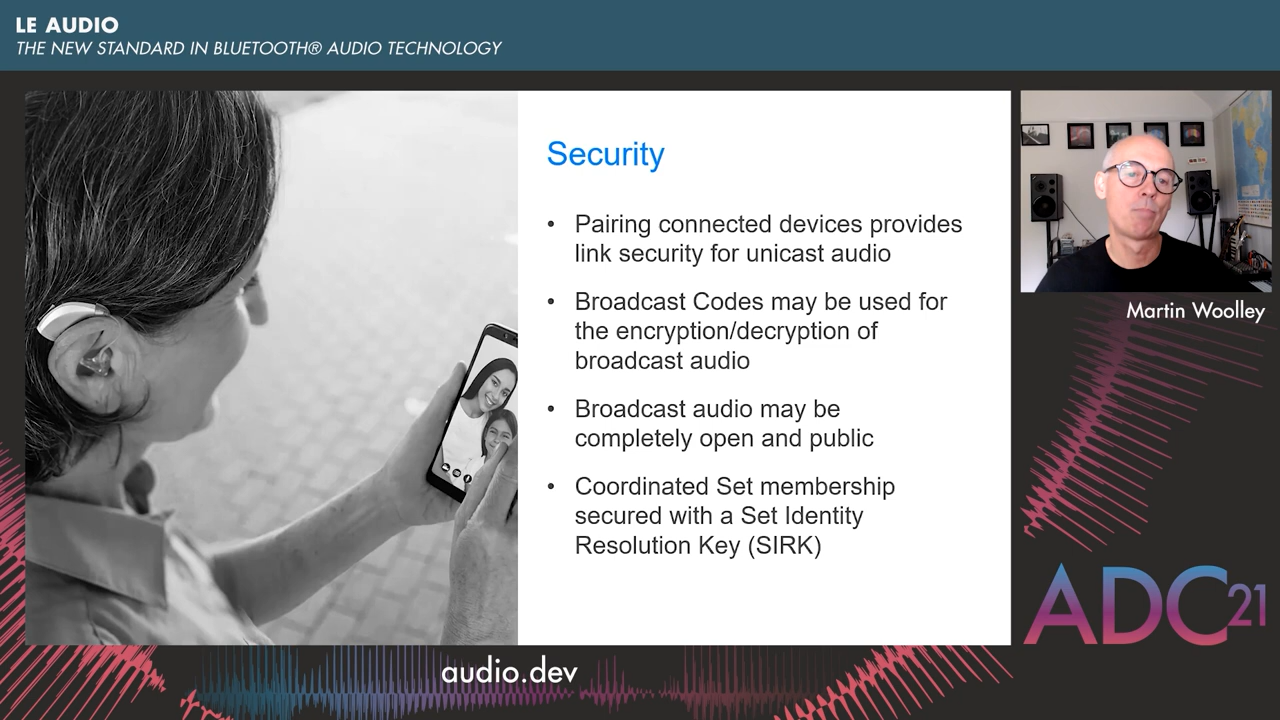 LE AUDIO
THE NEW STANDARD IN BLUETOOTH® AUDIO TECHNOLOGY
Security
• Pairing connected devices provides
link security for unicast audio
• Broadcast Codes may be used for
the encryption/decryption of
broadcast audio
• Broadcast audio may be
completely open and public
• Coordinated Set membership
secured with a Set Identity
Resolution Key (SIRK)
Martin Woolley
ADC21
audio.dev